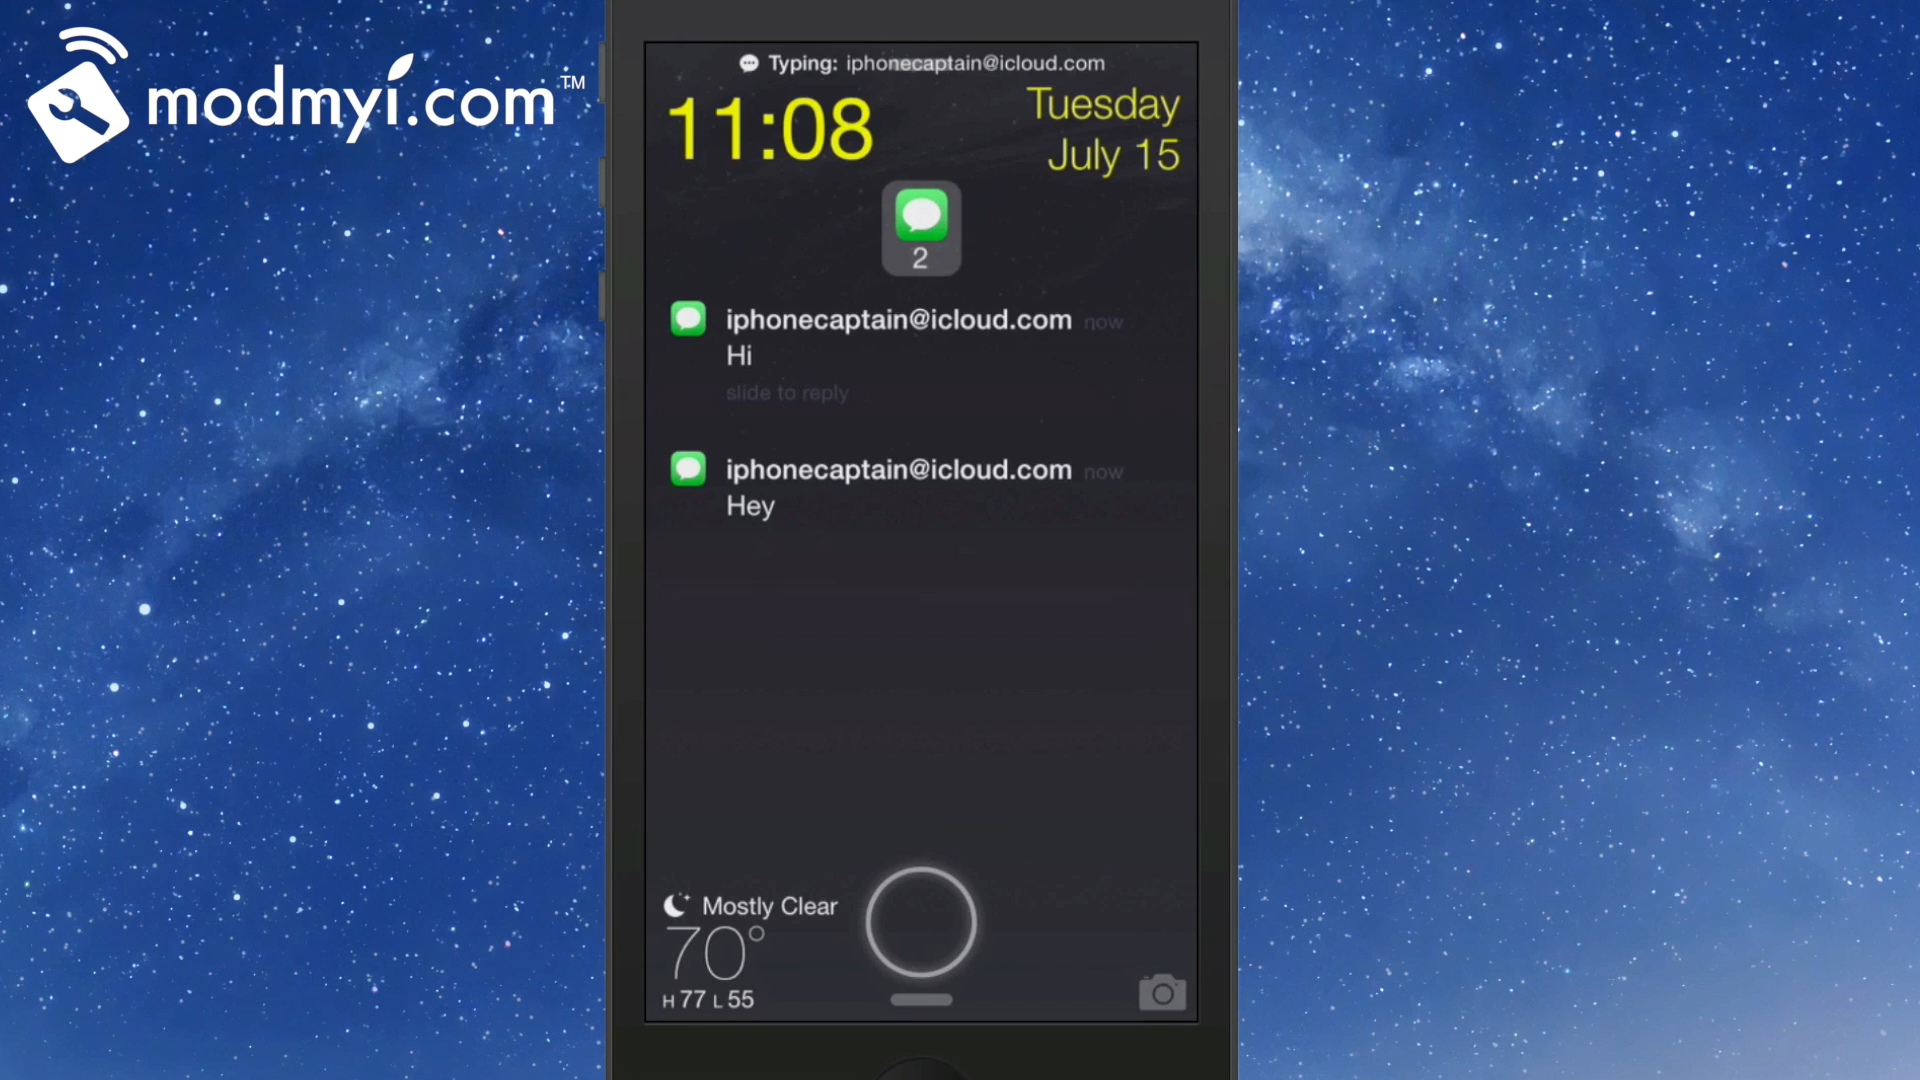 modmyi.com™
Typing: iphonecaptain@icloud.com
11:08
Tuesday
July 15
2
iphonecaptain@icloud.com now
Hi
slide to reply
iphonecaptain@icloud.com now
Hey
Mostly Clear
70°
H 77 L 55